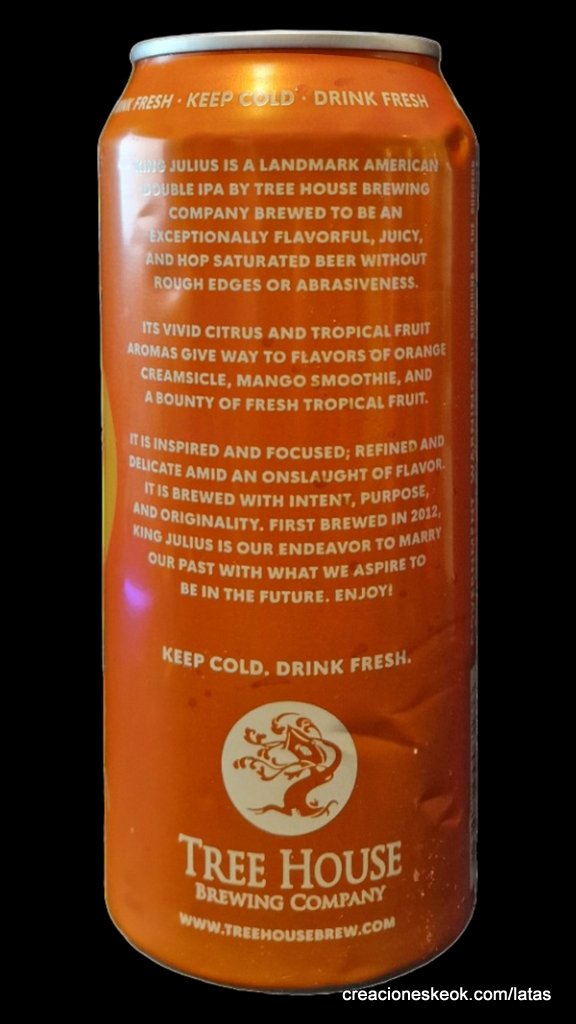 INK FRESH · KEEP COLD · DRINK FRESH
KING JULIUS IS A LANDMARK AMERICAN
DOUBLE IPA BY TREE HOUSE BREWING
COMPANY BREWED TO BE AN
EXCEPTIONALLY FLAVORFUL, JUICY,
AND HOP SATURATED BEER WITHOUT
ROUGH EDGES OR ABRASIVENESS.
ITS VIVID CITRUS AND TROPICAL FRUIT
AROMAS GIVE WAY TO FLAVORS OF ORANGE
CREAMSICLE, MANGO SMOOTHIE, AND
A BOUNTY OF FRESH TROPICAL FRUIT.
IT IS INSPIRED AND FOCUSED; REFINED AND
DELICATE AMID AN ONSLAUGHT OF FLAVOR.
IT IS BREWED WITH INTENT, PURPOSE,
AND ORIGINALITY. FIRST BREWED IN 2012,
KING JULIUS IS OUR ENDEAVOR TO MARRY
OUR PAST WITH WHAT WE ASPIRE TO
BE IN THE FUTURE. ENJOY!
KEEP COLD. DRINK FRESH.
TREE HOUSE
BREWING COMPANY
WWW.TREEHOUSEBREW.COM
creacioneskeok.com/latas